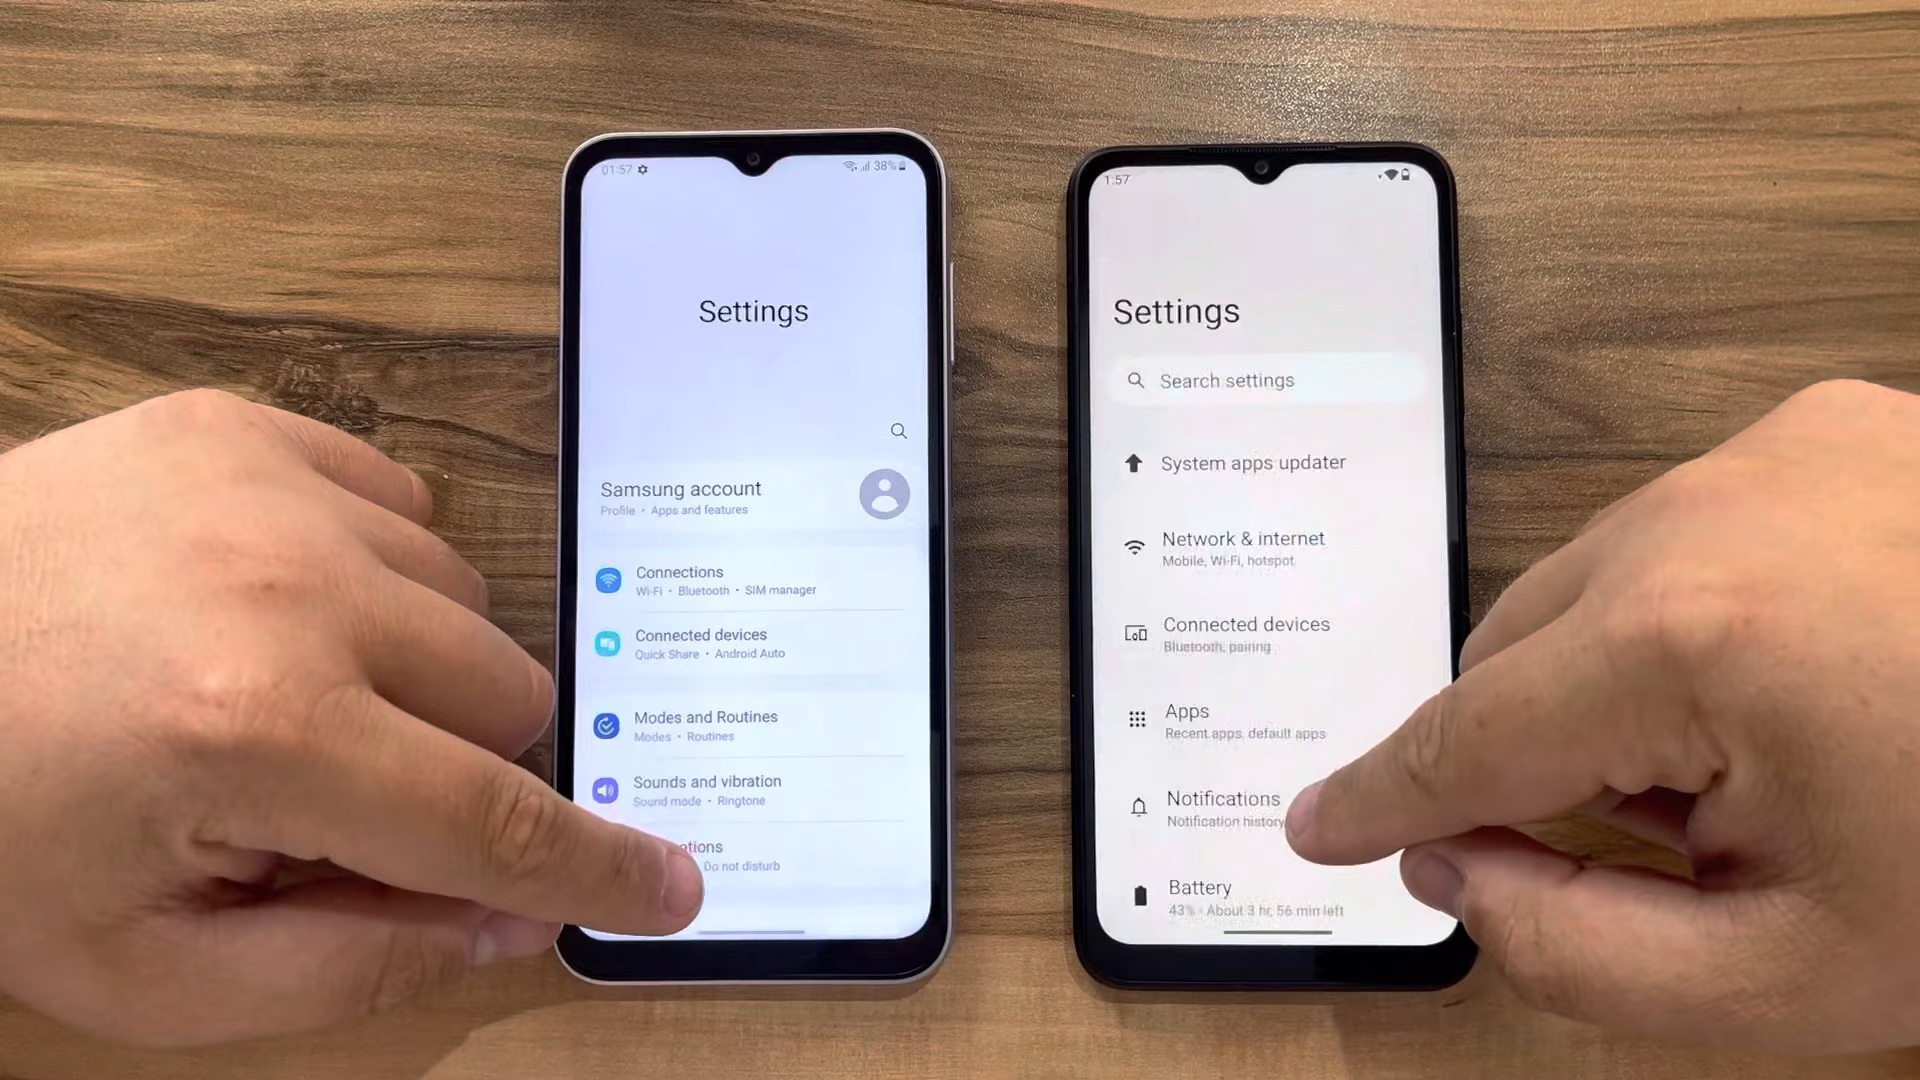 01:57
38%
Settings
Samsung account
Profile • Apps and features
Connections
Wi-Fi • Bluetooth • SIM manager
Connected devices
Quick Share • Android Auto
Modes and Routines
Modes • Routines
Sounds and vibration
Sound mode • Ringtone
Do not disturb
1:57
Settings
Search settings
System apps updater
Network & internet
Mobile, Wi-Fi, hotspot
Connected devices
Bluetooth, pairing
Apps
Recent apps, default apps
Notifications
Notification history,
Battery
43% - About 3 hr, 56 min left